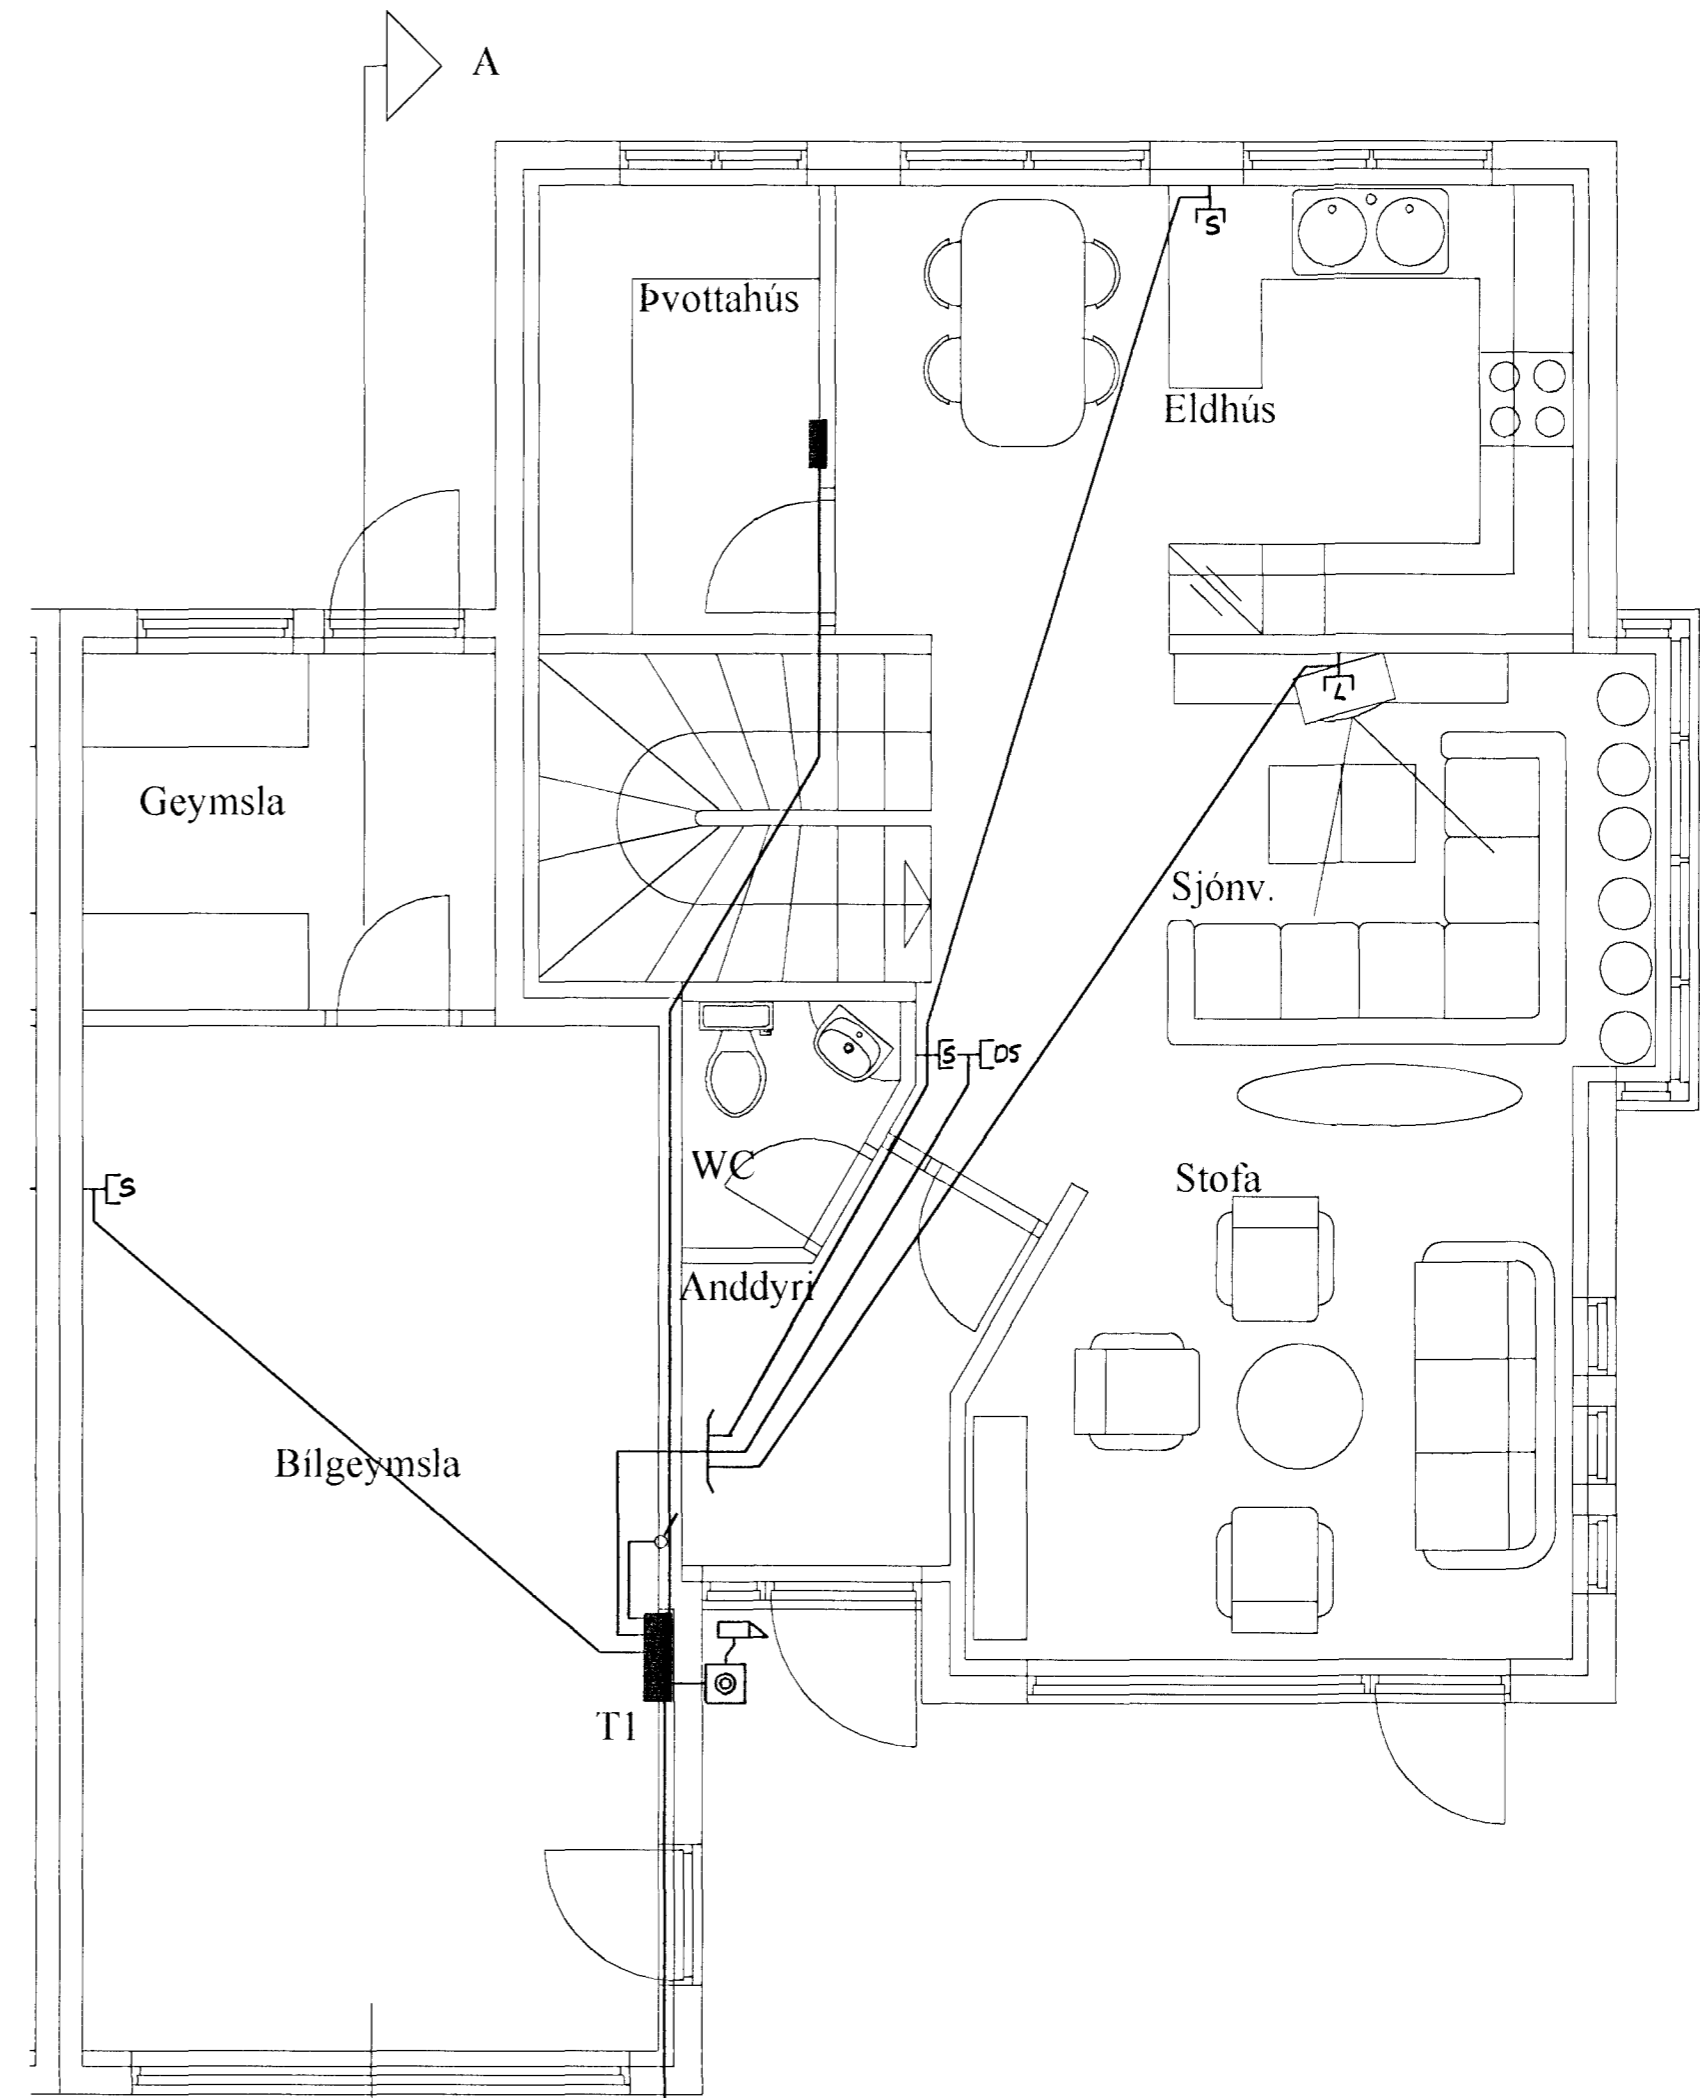 A
S
Þvottahús
Eldhús
L
Geymsla
Sjónv.
S
DS
WC
Stofa
S
Anddyri
Bílgeymsla
T1